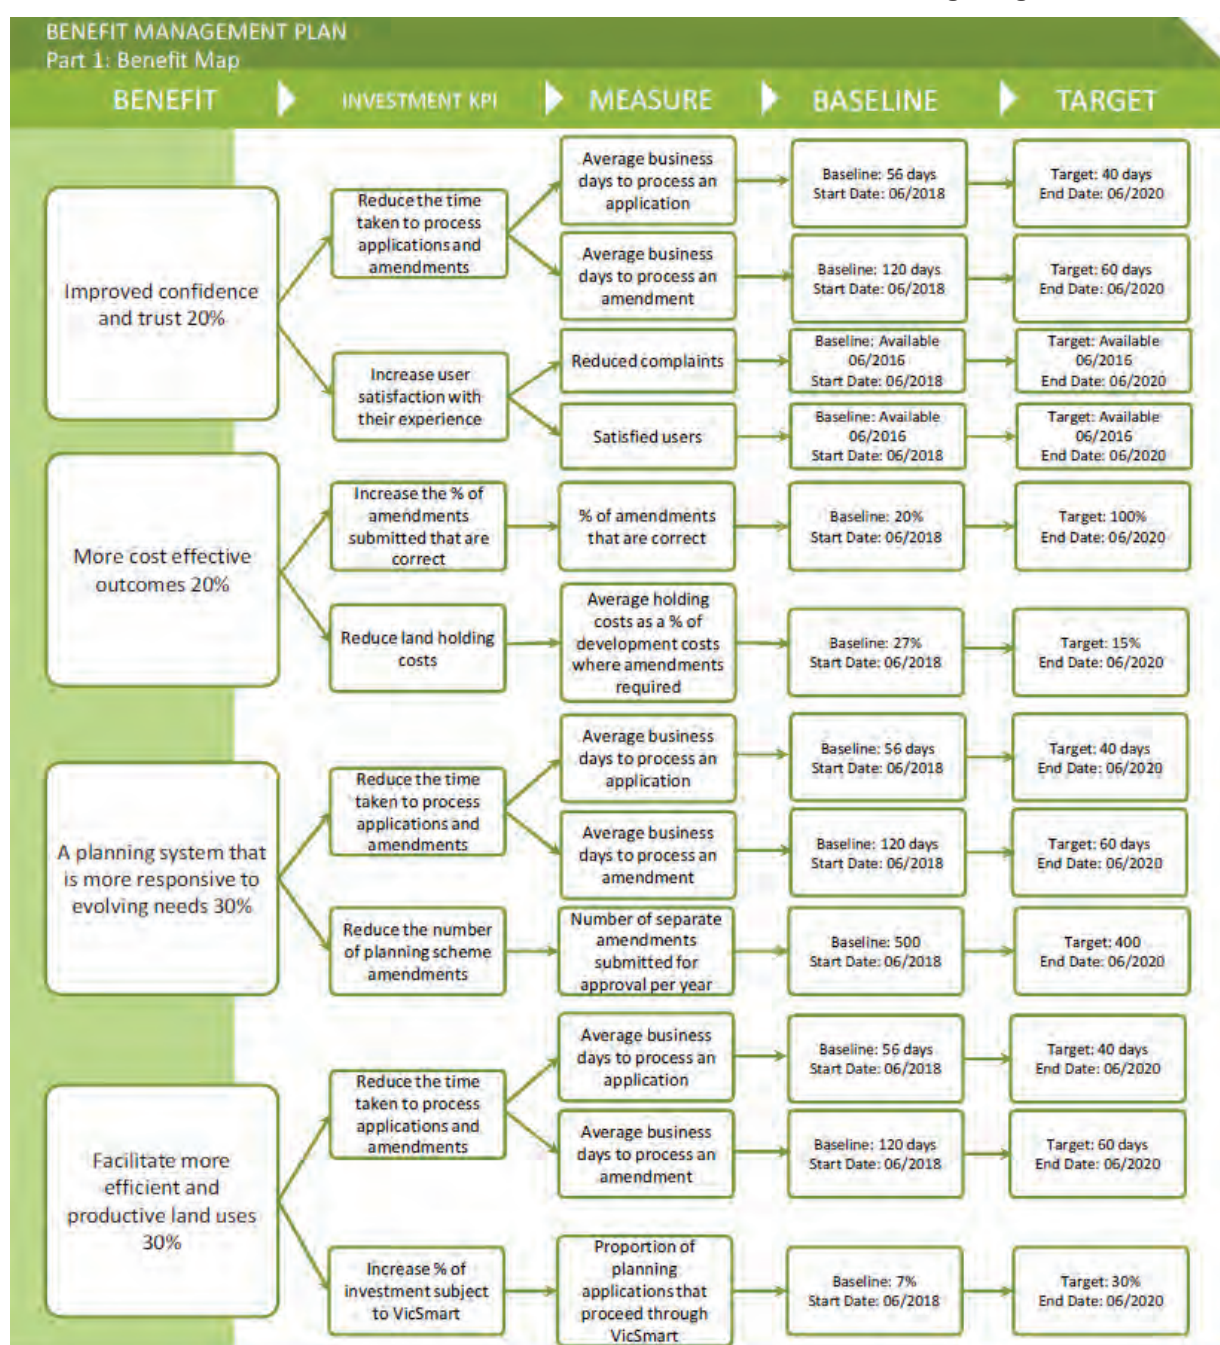 BENEFIT MANAGEMENT PLAN
Part 1: Benefit Map
BENEFIT
INVESTMENT KPI
MEASURE
BASELINE
TARGET
Improved confidence
and trust 20%
Reduce the time
taken to process
applications and
amendments
Average business
days to process an
application
Baseline: 56 days
Start Date: 06/2018
Target: 40 days
End Date: 06/2020
Average business
days to process an
amendment
Baseline: 120 days
Start Date: 06/2018
Target: 60 days
End Date: 06/2020
Increase user
satisfaction with
their experience
Reduced complaints
Baseline: Available
06/2016
Start Date: 06/2018
Target: Available
06/2016
End Date: 06/2020
Satisfied users
Baseline: Available
06/2016
Start Date: 06/2018
Target: Available
06/2016
End Date: 06/2020
More cost effective
outcomes 20%
Increase the % of
amendments
submitted that are
correct
% of amendments
that are correct
Baseline: 20%
Start Date: 06/2018
Target: 100%
End Date: 06/2020
Reduce land holding
costs
Average holding
costs as a % of
development costs
where amendments
required
Baseline: 27%
Start Date: 06/2018
Target: 15%
End Date: 06/2020
A planning system that
is more responsive to
evolving needs 30%
Reduce the time
taken to process
applications and
amendments
Average business
days to process an
application
Baseline: 56 days
Start Date: 06/2018
Target: 40 days
End Date: 06/2020
Average business
days to process an
amendment
Baseline: 120 days
Start Date: 06/2018
Target: 60 days
End Date: 06/2020
Reduce the number
of planning scheme
amendments
Number of separate
amendments
submitted for
approval per year
Baseline: 500
Start Date: 06/2018
Target: 400
End Date: 06/2020
Facilitate more
efficient and
productive land uses
30%
Reduce the time
taken to process
applications and
amendments
Average business
days to process an
application
Baseline: 56 days
Start Date: 06/2018
Target: 40 days
End Date: 06/2020
Average business
days to process an
amendment
Baseline: 120 days
Start Date: 06/2018
Target: 60 days
End Date: 06/2020
Increase % of
investment subject
to VicSmart
Proportion of
planning
applications that
proceed through
VicSmart
Baseline: 7%
Start Date: 06/2018
Target: 30%
End Date: 06/2020